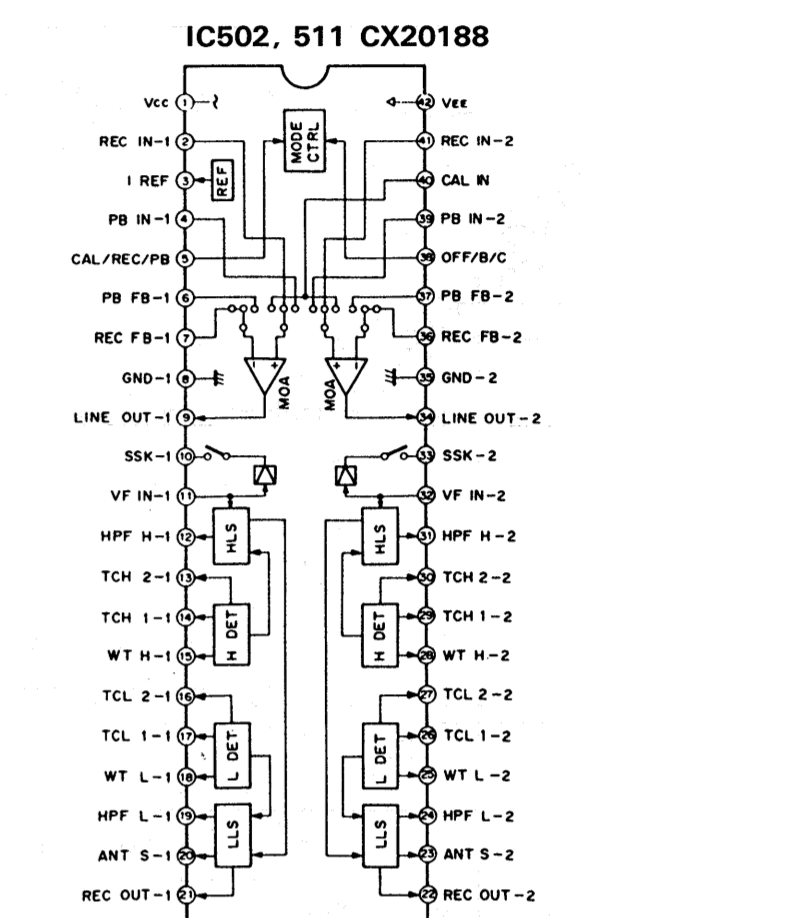 IC502, 511 CX20188
Vcc 1 42 VEE
REC IN-1 2 MODE CTRL 41 REC IN-2
I REF 3 REF 40 CAL IN
PB IN-1 4 39 PB IN-2
CAL/REC/PB 5 38 OFF/B/C
PB FB-1 6 37 PB FB-2
REC FB-1 7 36 REC FB-2
- + + -
GND-1 8 MOA MOA 35 GND-2
LINE OUT-1 9 34 LINE OUT-2
SSK-1 10 33 SSK-2
VF IN-1 11 32 VF IN-2
HPF H-1 12 HLS HLS 31 HPF H-2
TCH 2-1 13 30 TCH 2-2
TCH 1-1 14 H DET H DET 29 TCH 1-2
WT H-1 15 28 WT H-2
TCL 2-1 16 27 TCL 2-2
TCL 1-1 17 L DET L DET 26 TCL 1-2
WT L-1 18 25 WT L-2
HPF L-1 19 LLS LLS 24 HPF L-2
ANT S-1 20 23 ANT S-2
REC OUT-1 21 22 REC OUT-2